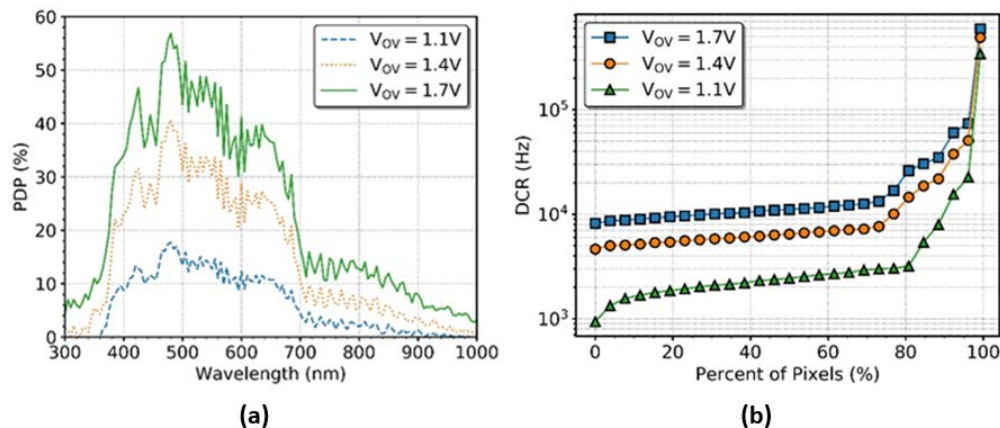 60
50
40
30
20
10
0
PDP (%)
V_OV = 1.1V
V_OV = 1.4V
V_OV = 1.7V
300 400 500 600 700 800 900 1000
Wavelength (nm)
(a)
10^5
10^4
10^3
DCR (Hz)
V_OV = 1.7V
V_OV = 1.4V
V_OV = 1.1V
0 20 40 60 80 100
Percent of Pixels (%)
(b)